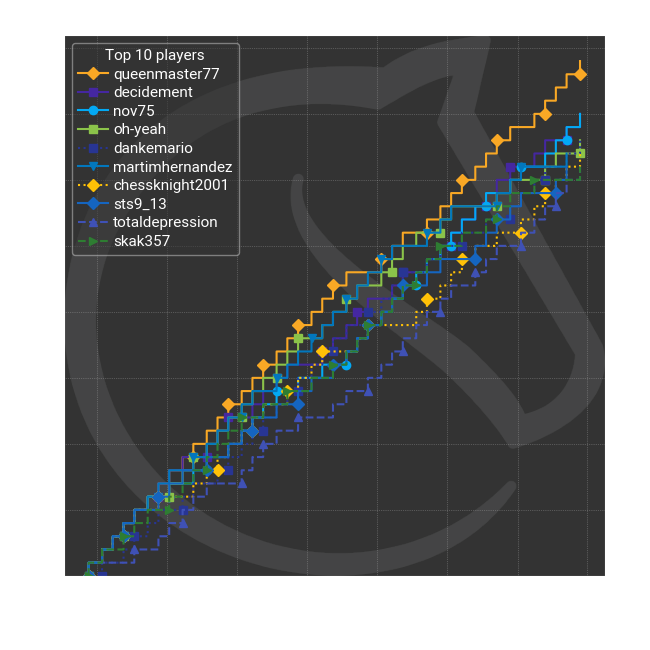 Top 10 players
queenmaster77
decidement
nov75
oh-yeah
dankemario
martimhernandez
chessknight2001
sts9_13
totaldepression
skak357